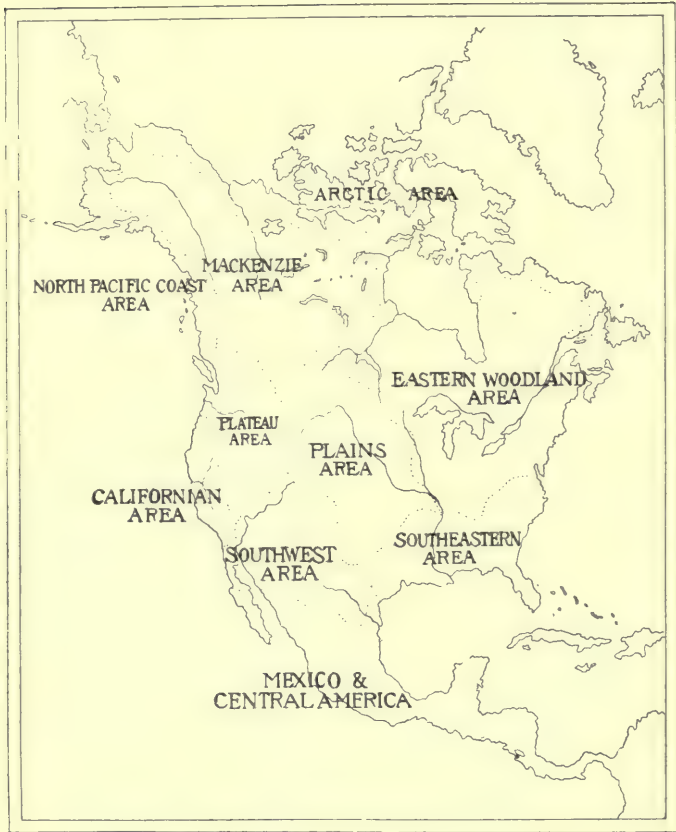 ARCTIC AREA
MACKENZIE
AREA
NORTH PACIFIC COAST
AREA
EASTERN WOODLAND
AREA
PLATEAU
AREA
PLAINS
AREA
CALIFORNIAN
AREA
SOUTHEASTERN
AREA
SOUTHWEST
AREA
MEXICO &
CENTRAL AMERICA